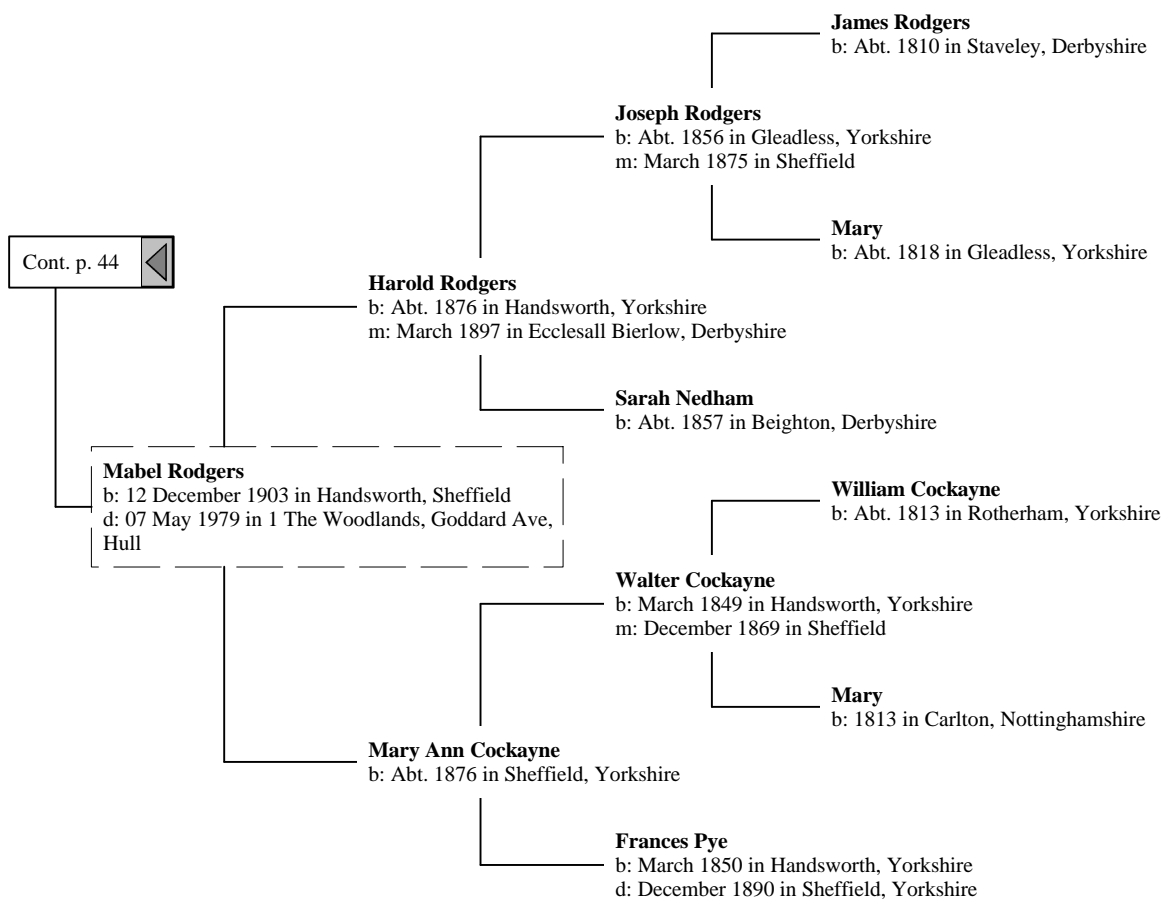 James Rodgers
b: Abt. 1810 in Staveley, Derbyshire
Joseph Rodgers
b: Abt. 1856 in Gleadless, Yorkshire
m: March 1875 in Sheffield
Mary
b: Abt. 1818 in Gleadless, Yorkshire
Cont. p. 44
Harold Rodgers
b: Abt. 1876 in Handsworth, Yorkshire
m: March 1897 in Ecclesall Bierlow, Derbyshire
Sarah Nedham
b: Abt. 1857 in Beighton, Derbyshire
Mabel Rodgers
b: 12 December 1903 in Handsworth, Sheffield
d: 07 May 1979 in 1 The Woodlands, Goddard Ave,
Hull
William Cockayne
b: Abt. 1813 in Rotherham, Yorkshire
Walter Cockayne
b: March 1849 in Handsworth, Yorkshire
m: December 1869 in Sheffield
Mary
b: 1813 in Carlton, Nottinghamshire
Mary Ann Cockayne
b: Abt. 1876 in Sheffield, Yorkshire
Frances Pye
b: March 1850 in Handsworth, Yorkshire
d: December 1890 in Sheffield, Yorkshire